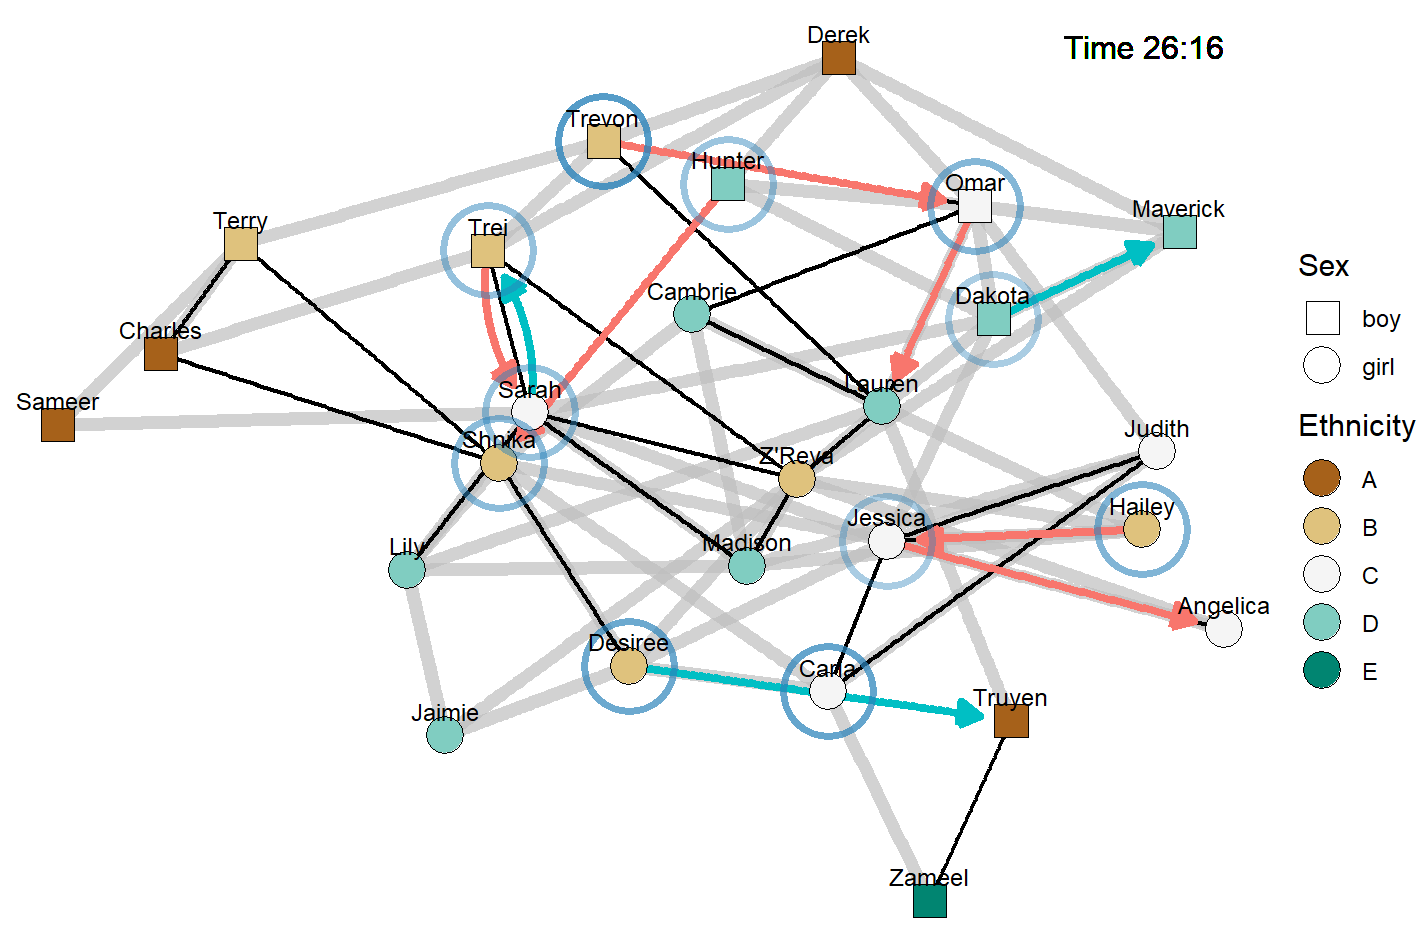 Derek
Time 26:16
Trevon
Hunter
Omar
Maverick
Terry
Trei
Cambrie
Dakota
Charles
Sameer
Sarah
Lauren
Shnika
Z'Reya
Judith
Jessica
Hailey
Lily
Madison
Angelica
Desiree
Carla
Truyen
Jaimie
Zameel
Sex
boy
girl
Ethnicity
A
B
C
D
E